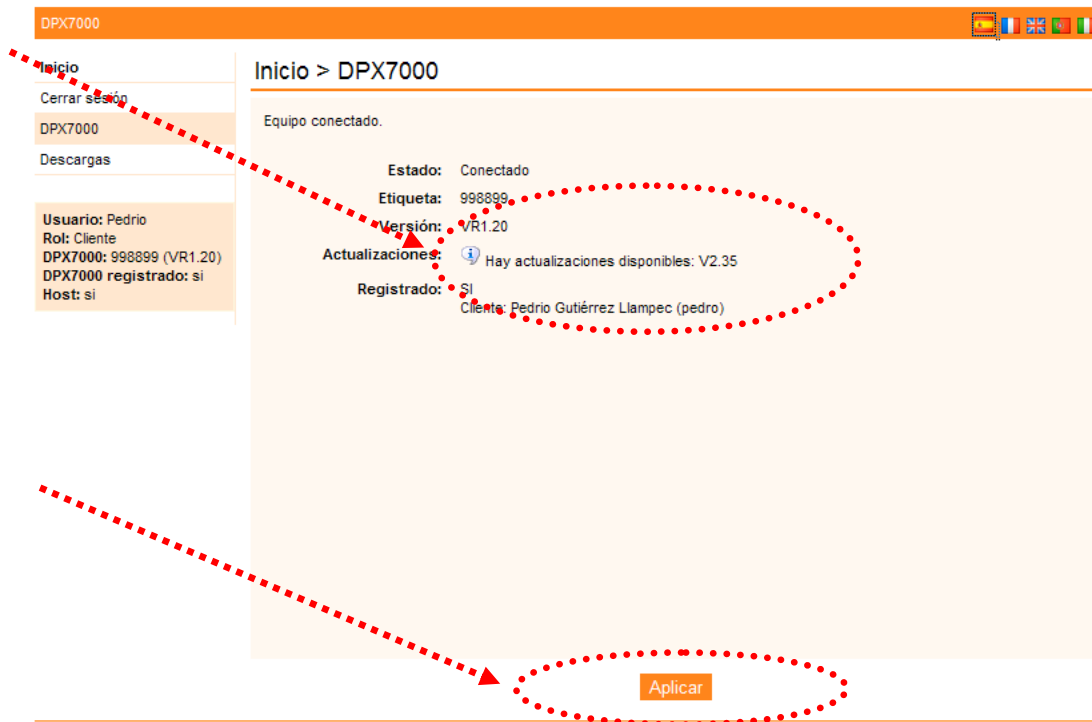 DPX7000
Inicio
Cerrar sesión
DPX7000
Descargas
Usuario: Pedrio
Rol: Cliente
DPX7000: 998899 (VR1.20)
DPX7000 registrado: si
Host: si
Inicio > DPX7000
Equipo conectado.
Estado: Conectado
Etiqueta: 998899
Versión: VR1.20
Actualizaciones: Hay actualizaciones disponibles: V2.35
Registrado: SI
Cliente: Pedrio Gutiérrez Llampec (pedro)
Aplicar